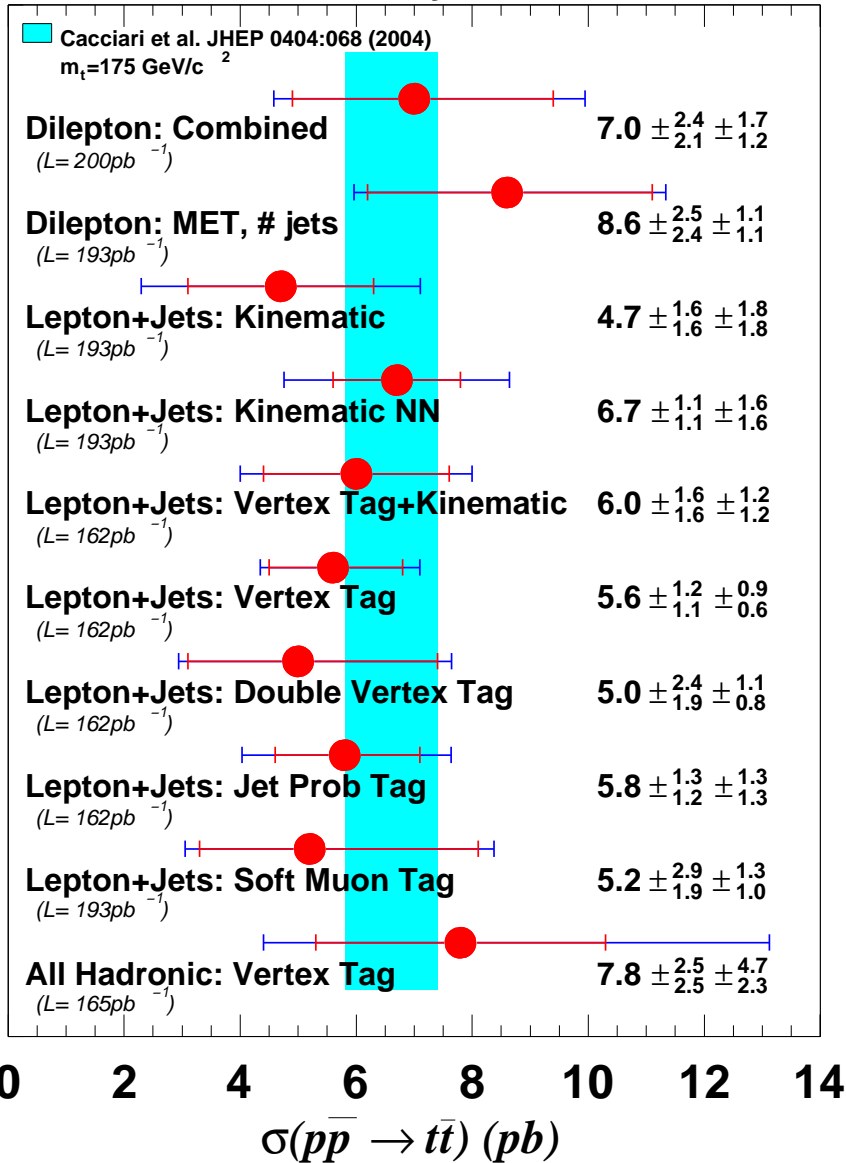 Cacciari et al. JHEP 0404:068 (2004)
mₜ=175 GeV/c ²
Dilepton: Combined 7.0 ± 2.4 2.1 ± 1.7 1.2
(L= 200pb ⁻¹)
Dilepton: MET, # jets 8.6 ± 2.5 2.4 ± 1.1 1.1
(L= 193pb ⁻¹)
Lepton+Jets: Kinematic 4.7 ± 1.6 1.6 ± 1.8 1.8
(L= 193pb ⁻¹)
Lepton+Jets: Kinematic NN 6.7 ± 1.1 1.1 ± 1.6 1.6
(L= 193pb ⁻¹)
Lepton+Jets: Vertex Tag+Kinematic 6.0 ± 1.6 1.6 ± 1.2 1.2
(L= 162pb ⁻¹)
Lepton+Jets: Vertex Tag 5.6 ± 1.2 1.1 ± 0.9 0.6
(L= 162pb ⁻¹)
Lepton+Jets: Double Vertex Tag 5.0 ± 2.4 1.9 ± 1.1 0.8
(L= 162pb ⁻¹)
Lepton+Jets: Jet Prob Tag 5.8 ± 1.3 1.2 ± 1.3 1.3
(L= 162pb ⁻¹)
Lepton+Jets: Soft Muon Tag 5.2 ± 2.9 1.9 ± 1.3 1.0
(L= 193pb ⁻¹)
All Hadronic: Vertex Tag 7.8 ± 2.5 2.5 ± 4.7 2.3
(L= 165pb ⁻¹)
0 2 4 6 8 10 12 14
σ(pp̅ → tt̅) (pb)